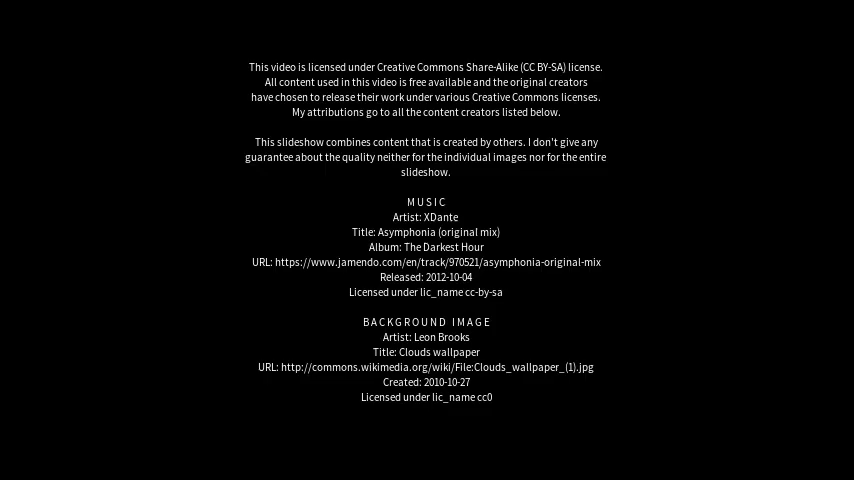 This video is licensed under Creative Commons Share-Alike (CC BY-SA) license.
All content used in this video is free available and the original creators
have chosen to release their work under various Creative Commons licenses.
My attributions go to all the content creators listed below.
This slideshow combines content that is created by others. I don't give any
guarantee about the quality neither for the individual images nor for the entire
slideshow.
MUSIC
Artist: XDante
Title: Asymphonia (original mix)
Album: The Darkest Hour
URL: https://www.jamendo.com/en/track/970521/asymphonia-original-mix
Released: 2012-10-04
Licensed under lic_name cc-by-sa
BACKGROUND IMAGE
Artist: Leon Brooks
Title: Clouds wallpaper
URL: http://commons.wikimedia.org/wiki/File:Clouds_wallpaper_(1).jpg
Created: 2010-10-27
Licensed under lic_name cc0